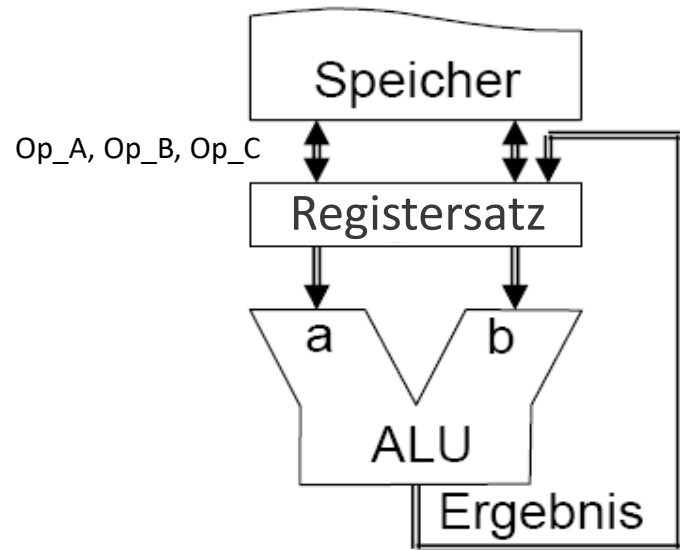 Speicher
Op_A, Op_B, Op_C
Registersatz
a b
ALU
Ergebnis